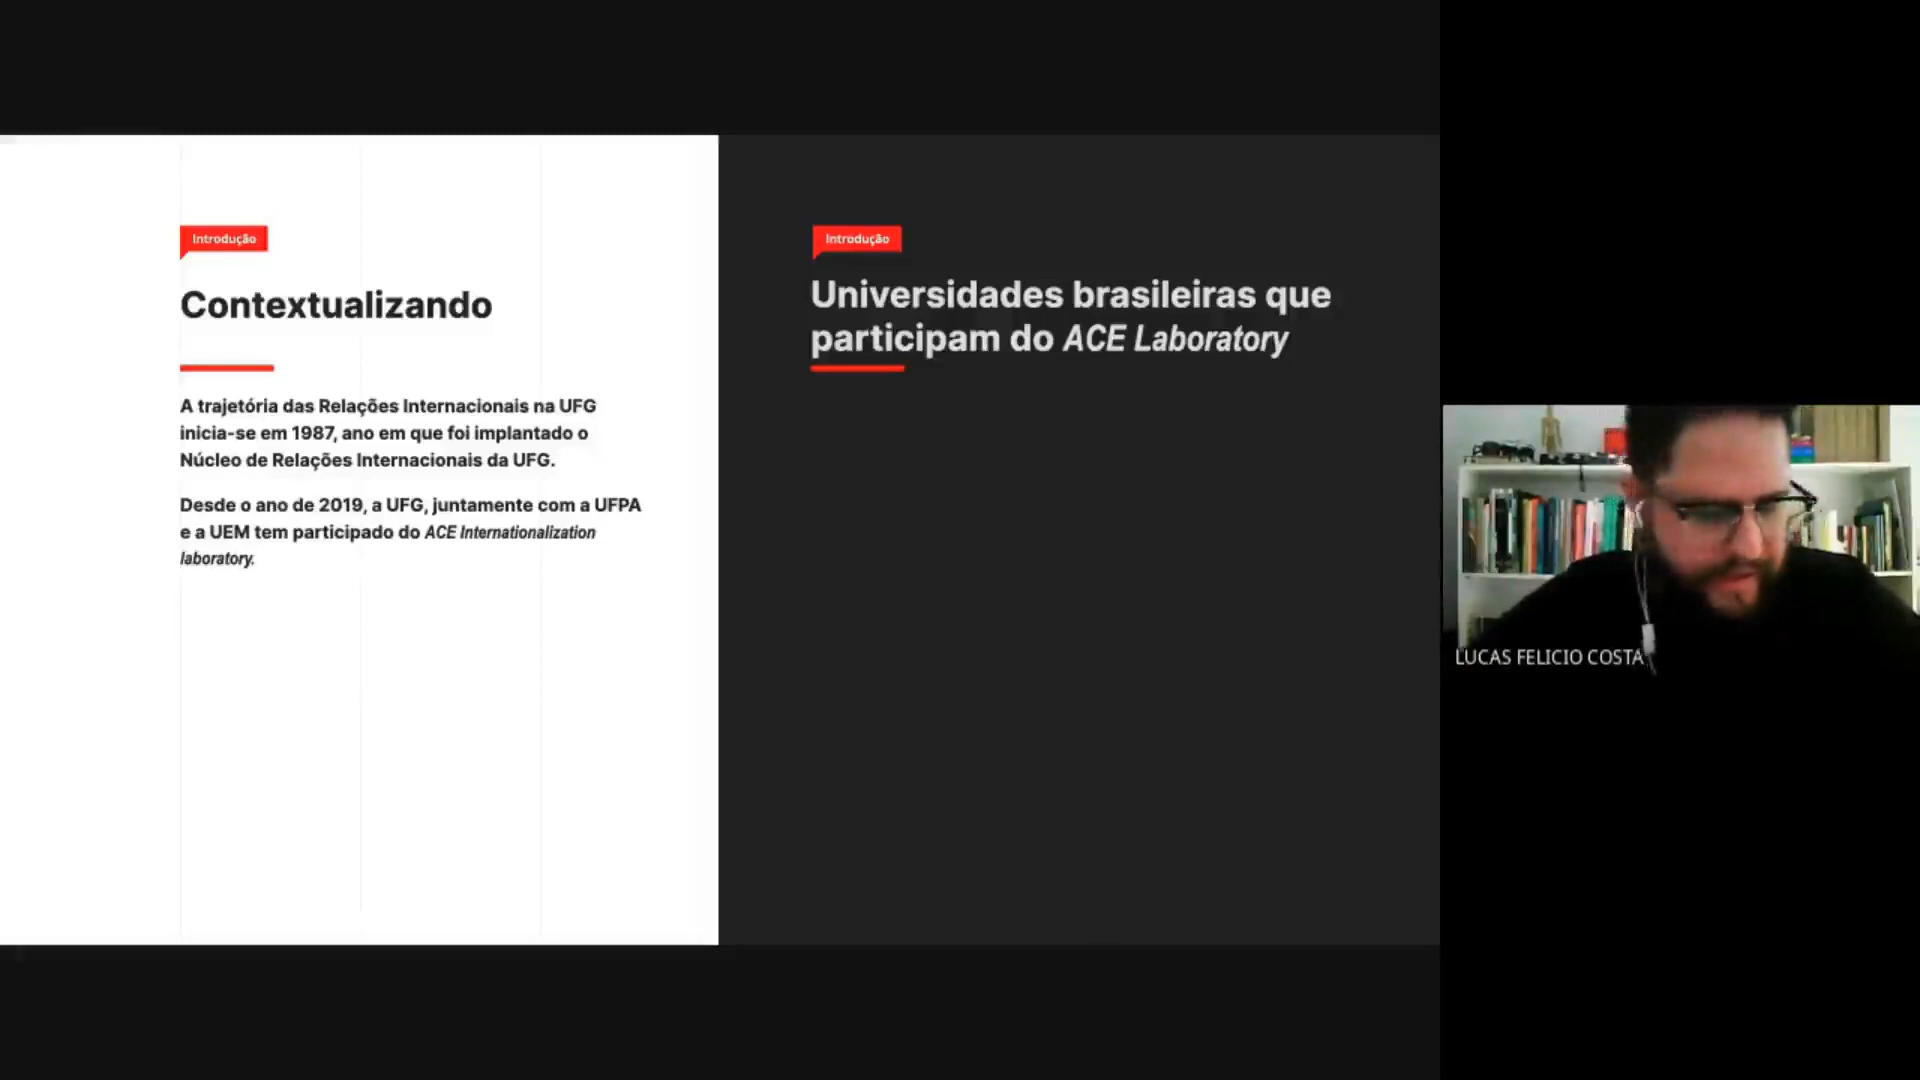 Introdução
Contextualizando
A trajetória das Relações Internacionais na UFG
inicia-se em 1987, ano em que foi implantado o
Núcleo de Relações Internacionais da UFG.
Desde o ano de 2019, a UFG, juntamente com a UFPA
e a UEM tem participado do ACE Internationalization
laboratory.
Introdução
Universidades brasileiras que
participam do ACE Laboratory
LUCAS FELICIO COSTA